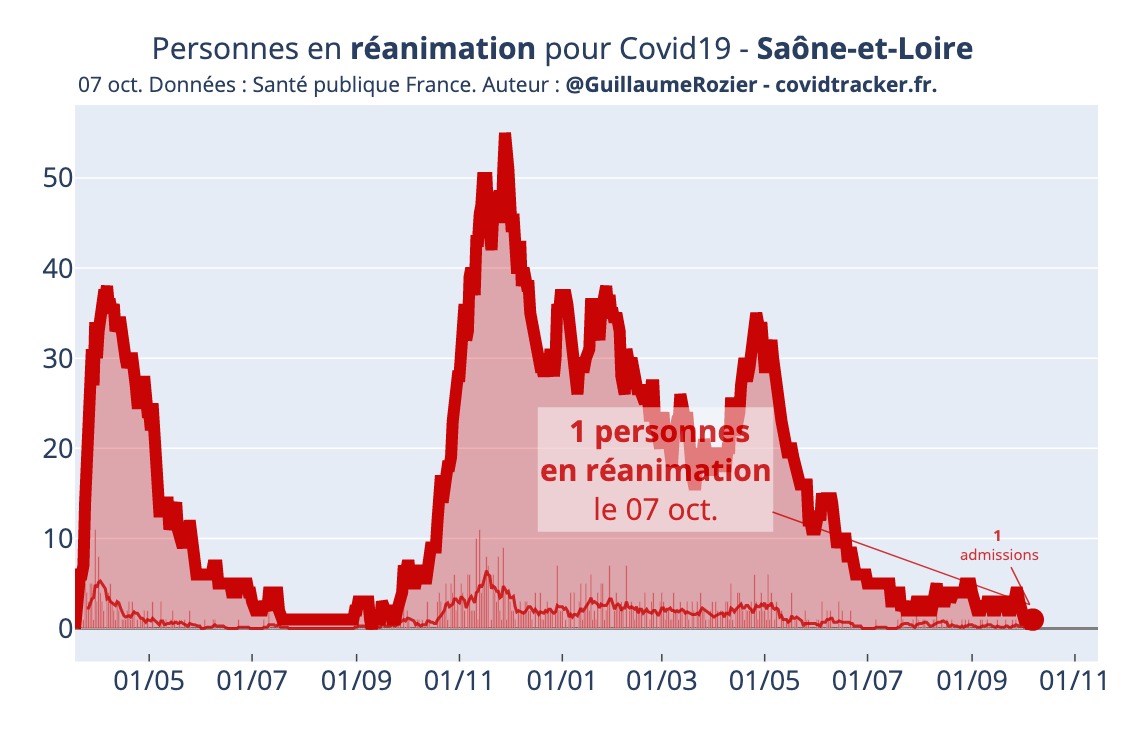 Personnes en réanimation pour Covid19 - Saône-et-Loire
07 oct. Données : Santé publique France. Auteur : @GuillaumeRozier - covidtracker.fr.
50
40
30
20
10
0
1 personnes
en réanimation
le 07 oct.
1
admissions
01/05 01/07 01/09 01/11 01/01 01/03 01/05 01/07 01/09 01/11